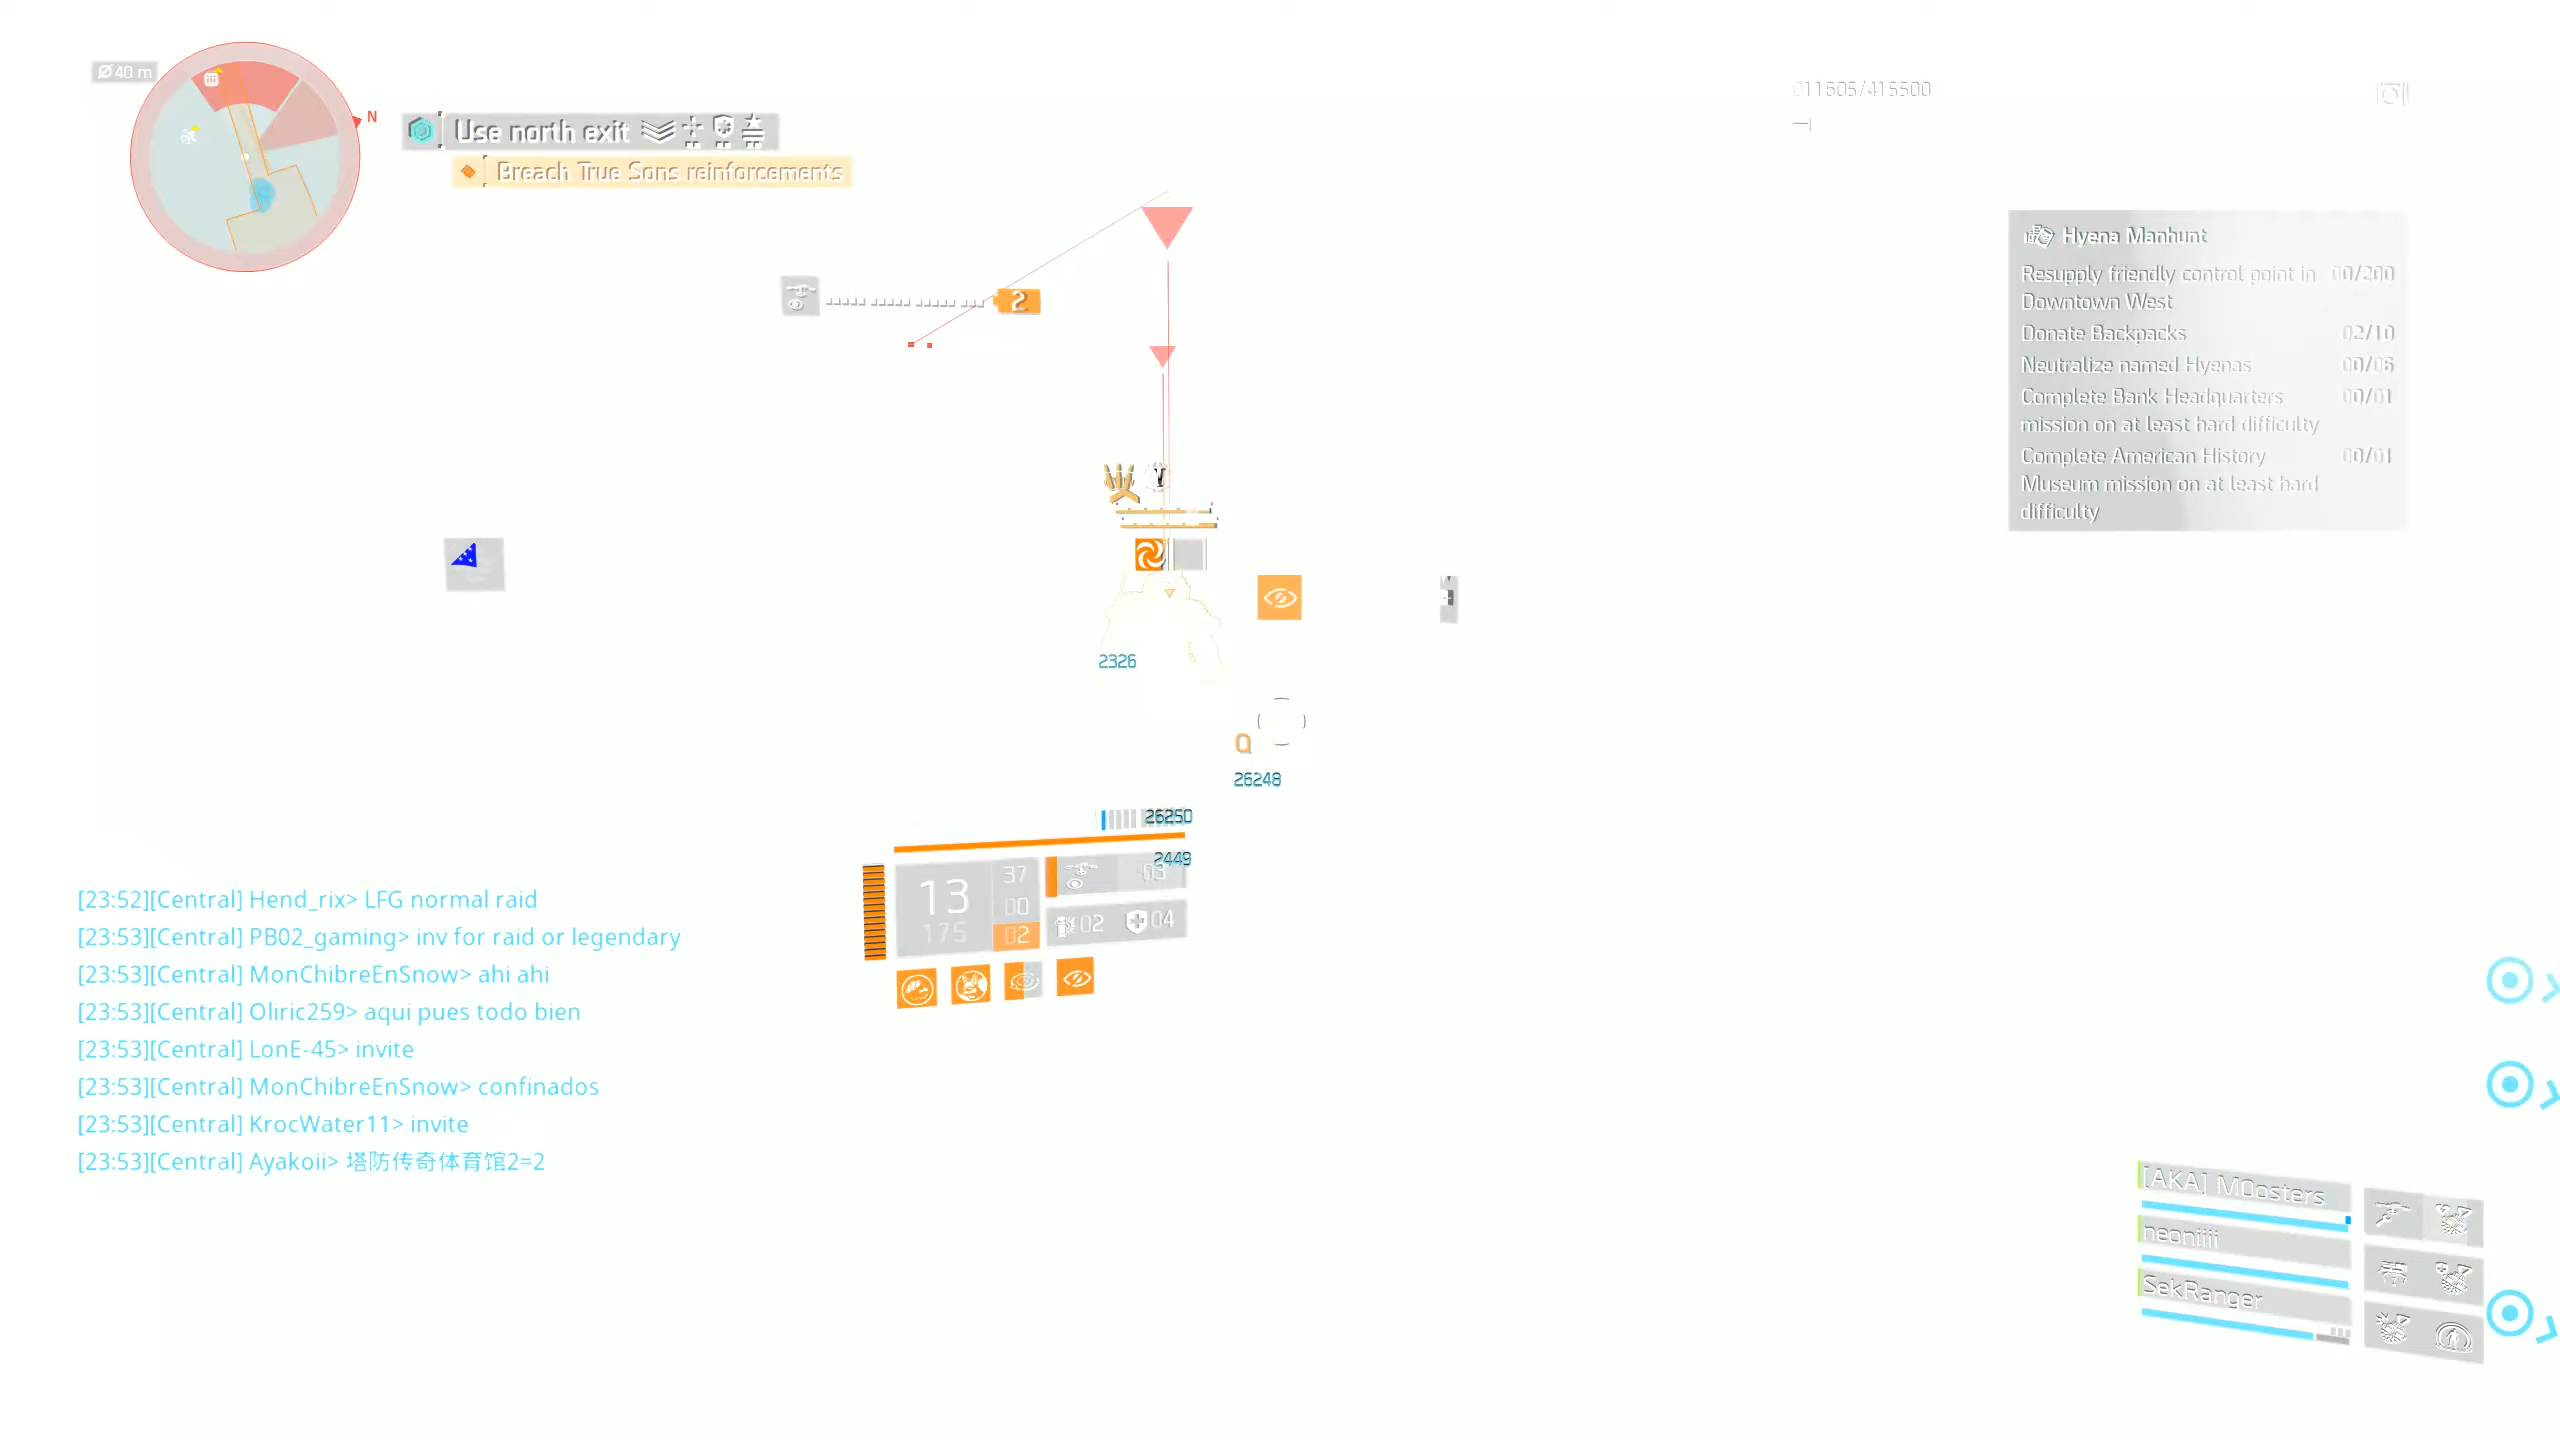 40 m
N
Use north exit
Breach True Sons reinforcements
011605/415500
2
Hyena Manhunt
Resupply friendly control point in 00/200
Downtown West
Donate Backpacks 02/10
Neutralize named Hyenas 00/06
Complete Bank Headquarters 00/01
mission on at least hard difficulty
Complete American History 00/01
Museum mission on at least hard
difficulty
2326
Q
26248
26250
2449
13
175
37
00
02
03
02
04
[23:52][Central] Hend_rix> LFG normal raid
[23:53][Central] PB02_gaming> inv for raid or legendary
[23:53][Central] MonChibreEnSnow> ahi ahi
[23:53][Central] Oliric259> aqui pues todo bien
[23:53][Central] LonE-45> invite
[23:53][Central] MonChibreEnSnow> confinados
[23:53][Central] KrocWater11> invite
[23:53][Central] Ayakoii> 塔防传奇体育馆2=2
[AKA] M0osters
neoniiii
SekRanger